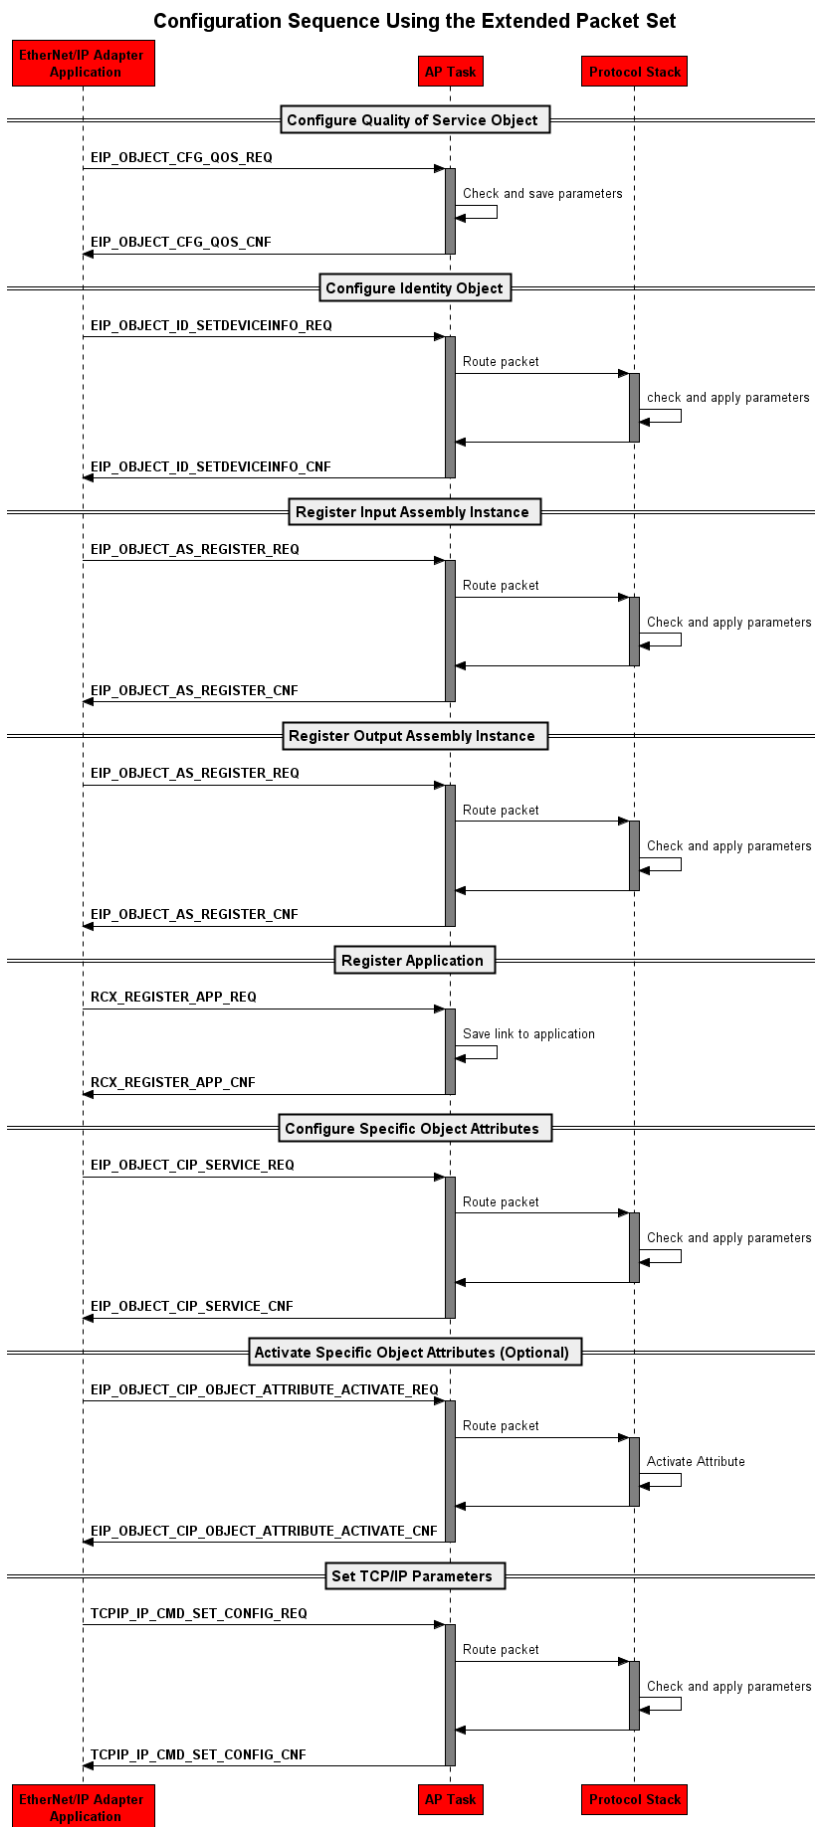 Configuration Sequence Using the Extended Packet Set
EtherNet/IP Adapter
Application
AP Task
Protocol Stack
Configure Quality of Service Object
EIP_OBJECT_CFG_QOS_REQ
Check and save parameters
EIP_OBJECT_CFG_QOS_CNF
Configure Identity Object
EIP_OBJECT_ID_SETDEVICEINFO_REQ
Route packet
check and apply parameters
EIP_OBJECT_ID_SETDEVICEINFO_CNF
Register Input Assembly Instance
EIP_OBJECT_AS_REGISTER_REQ
Route packet
Check and apply parameters
EIP_OBJECT_AS_REGISTER_CNF
Register Output Assembly Instance
EIP_OBJECT_AS_REGISTER_REQ
Route packet
Check and apply parameters
EIP_OBJECT_AS_REGISTER_CNF
Register Application
RCX_REGISTER_APP_REQ
Save link to application
RCX_REGISTER_APP_CNF
Configure Specific Object Attributes
EIP_OBJECT_CIP_SERVICE_REQ
Route packet
Check and apply parameters
EIP_OBJECT_CIP_SERVICE_CNF
Activate Specific Object Attributes (Optional)
EIP_OBJECT_CIP_OBJECT_ATTRIBUTE_ACTIVATE_REQ
Route packet
Activate Attribute
EIP_OBJECT_CIP_OBJECT_ATTRIBUTE_ACTIVATE_CNF
Set TCP/IP Parameters
TCPIP_IP_CMD_SET_CONFIG_REQ
Route packet
Check and apply parameters
TCPIP_IP_CMD_SET_CONFIG_CNF
EtherNet/IP Adapter
Application
AP Task
Protocol Stack